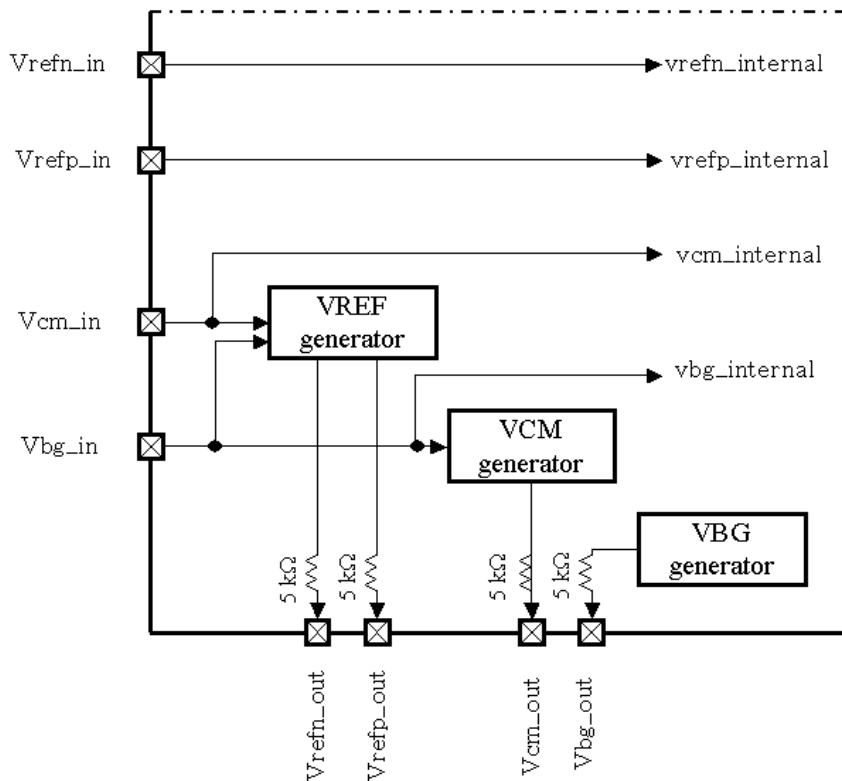 Vrefn_in
vrefn_internal
Vrefp_in
vrefp_internal
vcm_internal
Vcm_in
VREF
generator
vbg_internal
Vbg_in
VCM
generator
VBG
generator
5 kΩ
5 kΩ
5 kΩ
5 kΩ
Vrefn_out
Vrefp_out
Vcm_out
Vbg_out